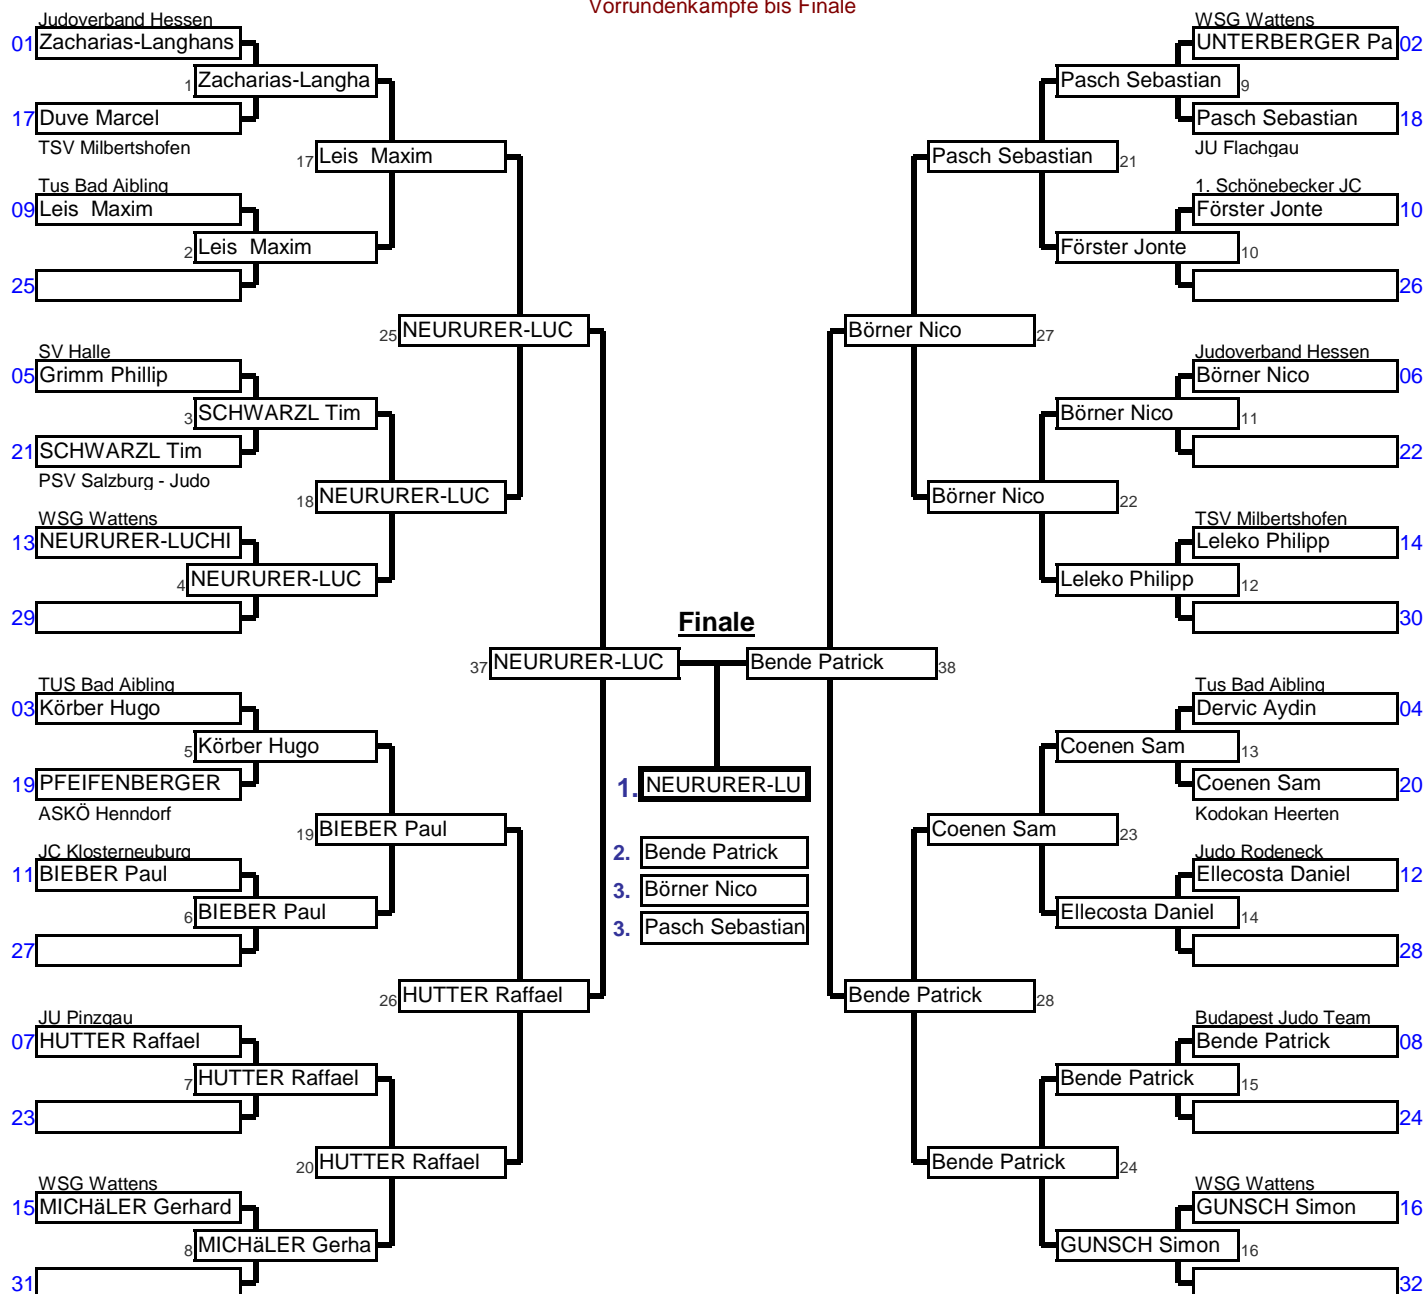 Vorrundenkämpfe bis Finale
Judoverband Hessen
01 Zacharias-Langhans
1 Zacharias-Langha
17 Duve Marcel
TSV Milbertshofen
17 Leis  Maxim
Tus Bad Aibling
09 Leis  Maxim
2 Leis  Maxim
25
25 NEURURER-LUC
SV Halle
05 Grimm Phillip
3 SCHWARZL Tim
21 SCHWARZL Tim
PSV Salzburg - Judo
18 NEURURER-LUC
WSG Wattens
13 NEURURER-LUCHI
4 NEURURER-LUC
29
37 NEURURER-LUC
TUS Bad Aibling
03 Körber Hugo
5 Körber Hugo
19 PFEIFENBERGER
ASKÖ Henndorf
19 BIEBER Paul
JC Klosterneuburg
11 BIEBER Paul
6 BIEBER Paul
27
26 HUTTER Raffael
JU Pinzgau
07 HUTTER Raffael
7 HUTTER Raffael
23
20 HUTTER Raffael
WSG Wattens
15 MICHäLER Gerhard
8 MICHäLER Gerha
31
Finale
1. NEURURER-LU
2. Bende Patrick
3. Börner Nico
3. Pasch Sebastian
WSG Wattens
UNTERBERGER Pa 02
Pasch Sebastian 9
Pasch Sebastian 18
JU Flachgau
Pasch Sebastian 21
1. Schönebecker JC
Förster Jonte 10
Förster Jonte 10
26
Börner Nico 27
Judoverband Hessen
Börner Nico 06
Börner Nico 11
22
Börner Nico 22
TSV Milbertshofen
Leleko Philipp 14
Leleko Philipp 12
30
Bende Patrick 38
Tus Bad Aibling
Dervic Aydin 04
Coenen Sam 13
Coenen Sam 20
Kodokan Heerten
Coenen Sam 23
Judo Rodeneck
Ellecosta Daniel 12
Ellecosta Daniel 14
28
Bende Patrick 28
Budapest Judo Team
Bende Patrick 08
Bende Patrick 15
24
Bende Patrick 24
WSG Wattens
GUNSCH Simon 16
GUNSCH Simon 16
32